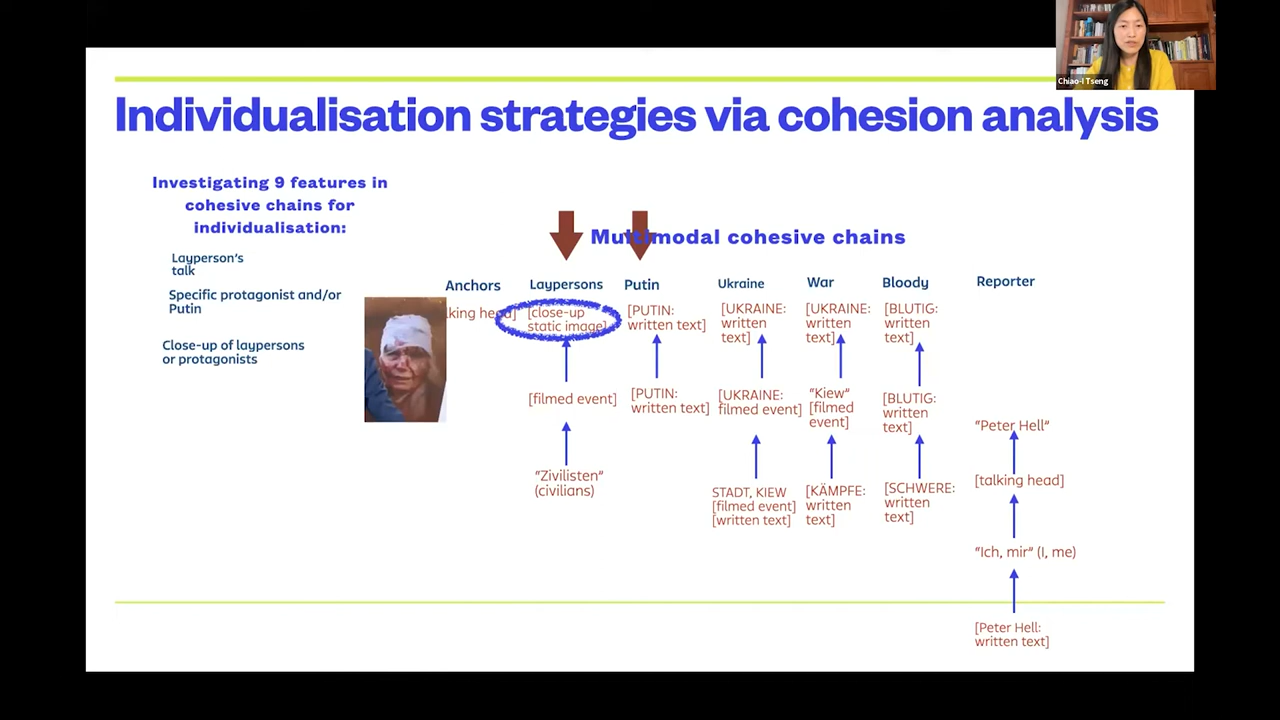 Chiao-I Tseng
Individualisation strategies via cohesion analysis
Investigating 9 features in
cohesive chains for
individualisation:
Layperson's
talk
Specific protagonist and/or
Putin
Close-up of laypersons
or protagonists
Multimodal cohesive chains
Anchors
lking head]
Laypersons
[close-up
static image]
[filmed event]
"Zivilisten"
(civilians)
Putin
[PUTIN:
written text]
[PUTIN:
written text]
Ukraine
[UKRAINE:
written
text]
[UKRAINE:
filmed event]
STADT, KIEW
[filmed event]
[written text]
War
[UKRAINE:
written
text]
"Kiew"
[filmed
event]
[KÄMPFE:
written
text]
Bloody
[BLUTIG:
written
text]
[BLUTIG:
written
text]
[SCHWERE:
written
text]
Reporter
"Peter Hell"
[talking head]
"Ich, mir" (I, me)
[Peter Hell:
written text]